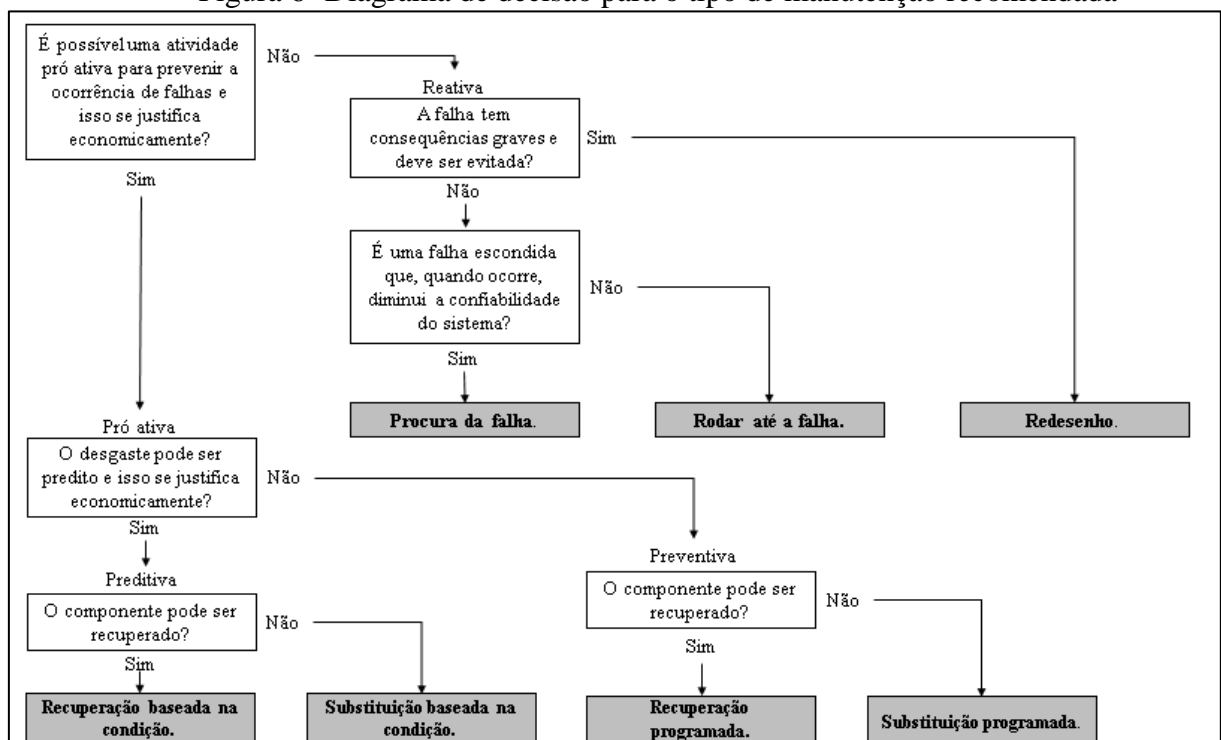 Figura 6- Diagrama de decisão para o tipo de manutenção recomendada
É possível uma atividade
pró ativa para prevenir a
ocorrência de falhas e
isso se justifica
economicamente?
Não
Sim
Reativa
A falha tem
consequências graves e
deve ser evitada?
Sim
Não
É uma falha escondida
que, quando ocorre,
diminui a confiabilidade
do sistema?
Não
Sim
Procura da falha.
Rodar até a falha.
Redesenho.
Pró ativa
O desgaste pode ser
predito e isso se justifica
economicamente?
Não
Sim
Preditiva
O componente pode ser
recuperado?
Não
Sim
Preventiva
O componente pode ser
recuperado?
Não
Sim
Recuperação baseada na
condição.
Substituição baseada na
condição.
Recuperação
programada.
Substituição programada.